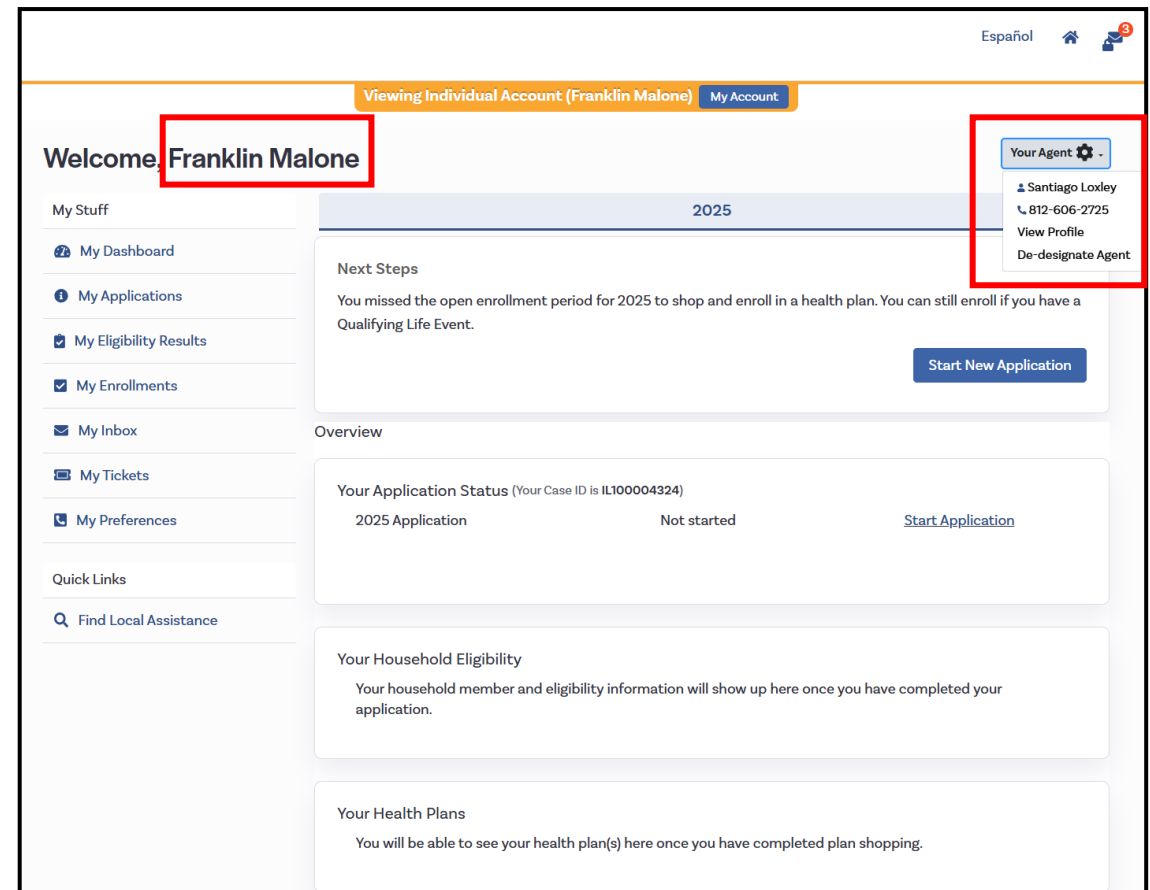 Español
3
Viewing Individual Account (Franklin Malone) My Account
Welcome, Franklin Malone
Your Agent
Santiago Loxley
812-606-2725
View Profile
De-designate Agent
My Stuff
My Dashboard
My Applications
My Eligibility Results
My Enrollments
My Inbox
My Tickets
My Preferences
Quick Links
Find Local Assistance
2025
Next Steps
You missed the open enrollment period for 2025 to shop and enroll in a health plan. You can still enroll if you have a
Qualifying Life Event.
Start New Application
Overview
Your Application Status (Your Case ID is IL100004324)
2025 Application Not started Start Application
Your Household Eligibility
Your household member and eligibility information will show up here once you have completed your
application.
Your Health Plans
You will be able to see your health plan(s) here once you have completed plan shopping.